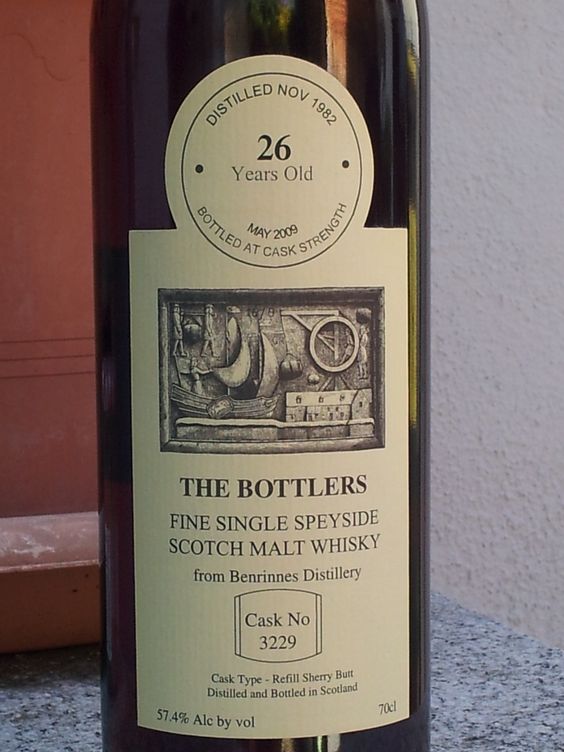 DISTILLED NOV 1982
26
Years Old
MAY 2009
BOTTLED AT CASK STRENGTH
THE BOTTLERS
FINE SINGLE SPEYSIDE
SCOTCH MALT WHISKY
from Benrinnes Distillery
Cask No
3229
Cask Type - Refill Sherry Butt
Distilled and Bottled in Scotland
57.4% Alc by vol 70cl